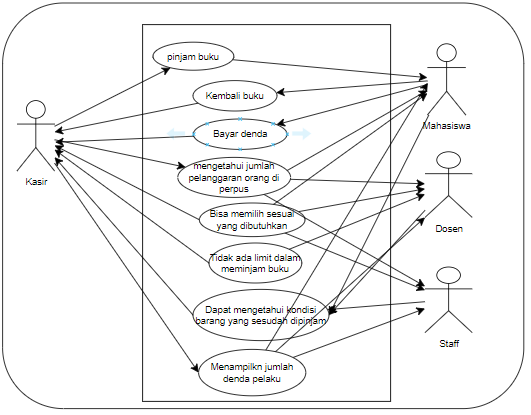 pinjam buku
Kembali buku
Bayar denda
mengetahui jumlah
pelanggaran orang di
perpus
Bisa memilih sesuai
yang dibutuhkan
Tidak ada limit dalam
meminjam buku
Dapat mengetahui kondisi
barang yang sesudah dipinjam
Menampilkn jumlah
denda pelaku
Kasir
Mahasiswa
Dosen
Staff